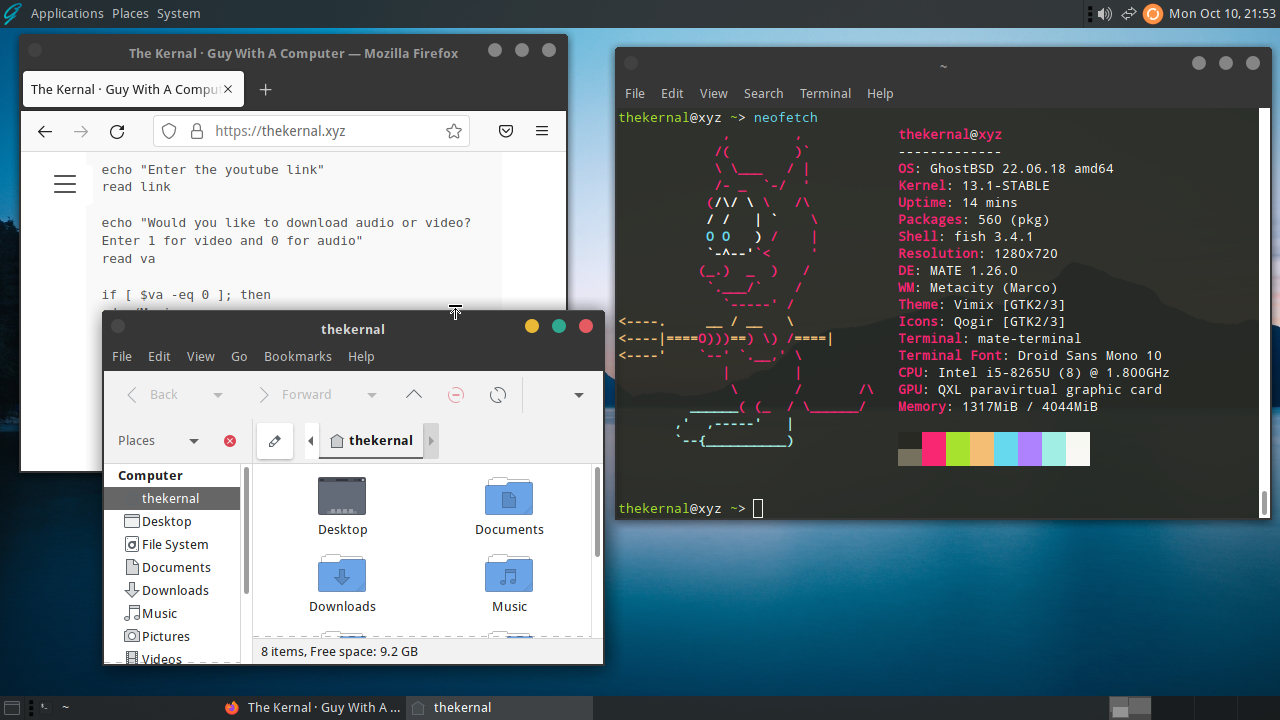 Applications Places System
Mon Oct 10, 21:53
The Kernal · Guy With A Computer — Mozilla Firefox
The Kernal · Guy With A Compu
https://thekernal.xyz
echo "Enter the youtube link"
read link
echo "Would you like to download audio or video?
Enter 1 for video and 0 for audio"
read va
if [ $va -eq 0 ]; then
thekernal
File Edit View Go Bookmarks Help
Back Forward
Places
thekernal
Computer
thekernal
Desktop
File System
Documents
Downloads
Music
Pictures
Videos
Desktop
Documents
Downloads
Music
8 items, Free space: 9.2 GB
~
File Edit View Search Terminal Help
thekernal@xyz ~> neofetch
thekernal@xyz
-------------
OS: GhostBSD 22.06.18 amd64
Kernel: 13.1-STABLE
Uptime: 14 mins
Packages: 560 (pkg)
Shell: fish 3.4.1
Resolution: 1280x720
DE: MATE 1.26.0
WM: Metacity (Marco)
Theme: Vimix [GTK2/3]
Icons: Qogir [GTK2/3]
Terminal: mate-terminal
Terminal Font: Droid Sans Mono 10
CPU: Intel i5-8265U (8) @ 1.800GHz
GPU: QXL paravirtual graphic card
Memory: 1317MiB / 4044MiB
thekernal@xyz ~>
~
The Kernal · Guy With A ...
thekernal